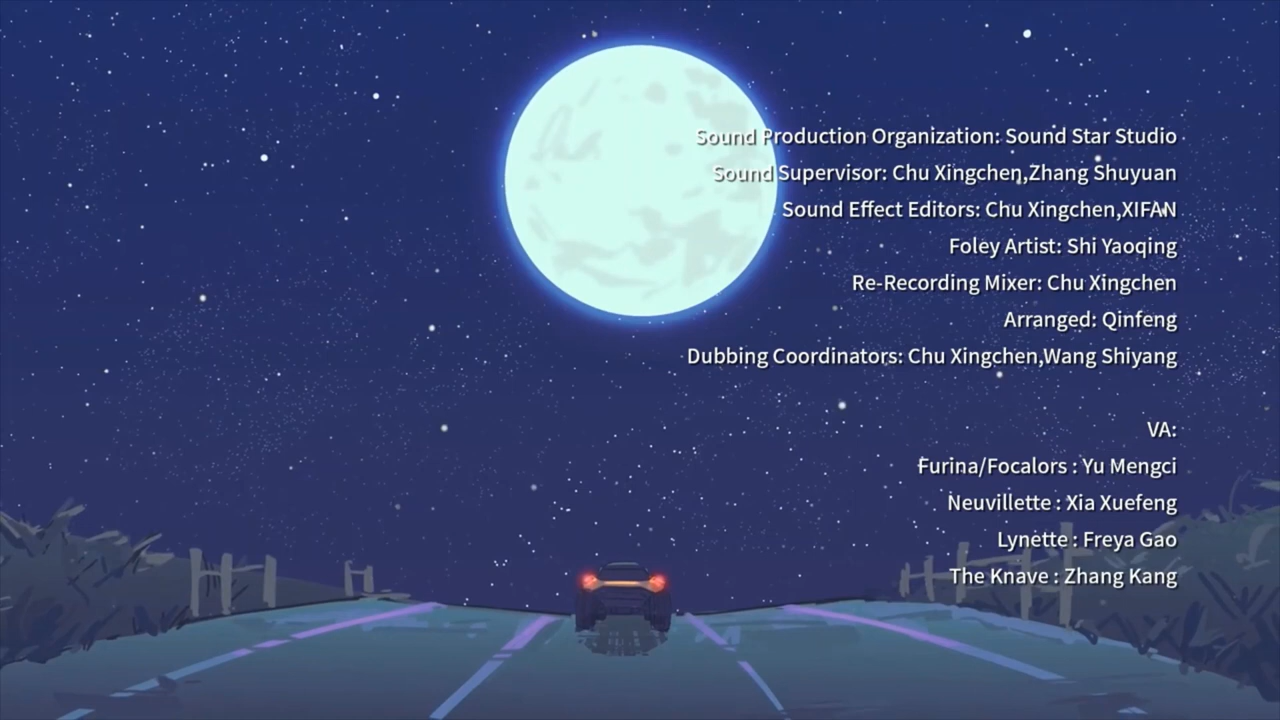 Sound Production Organization: Sound Star Studio
Sound Supervisor: Chu Xingchen,Zhang Shuyuan
Sound Effect Editors: Chu Xingchen,XIFAN
Foley Artist: Shi Yaoqing
Re-Recording Mixer: Chu Xingchen
Arranged: Qinfeng
Dubbing Coordinators: Chu Xingchen,Wang Shiyang
VA:
Furina/Focalors : Yu Mengci
Neuvillette : Xia Xuefeng
Lynette : Freya Gao
The Knave : Zhang Kang